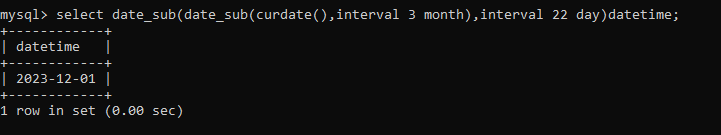 mysql> select date_sub(date_sub(curdate(),interval 3 month),interval 22 day)datetime;
+------------+
| datetime   |
+------------+
| 2023-12-01 |
+------------+
1 row in set (0.00 sec)